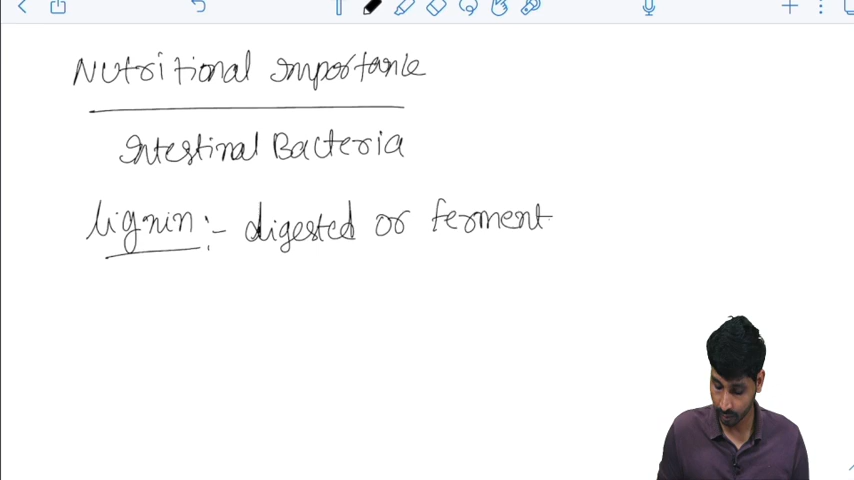 Nutritional Importance
Intestinal Bacteria
lignin :- digested or ferment